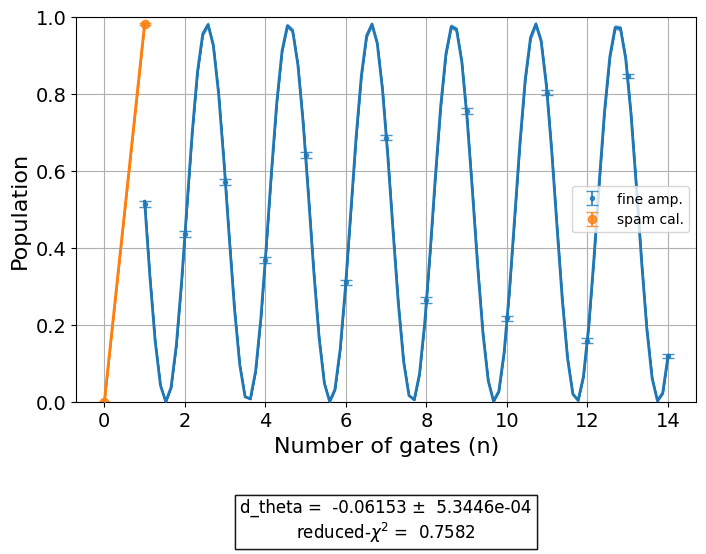 1.0
0.8
0.6
0.4
0.2
0.0
Population
fine amp.
spam cal.
0 2 4 6 8 10 12 14
Number of gates (n)
d_theta = -0.06153 ± 5.3446e-04
reduced-χ² = 0.7582